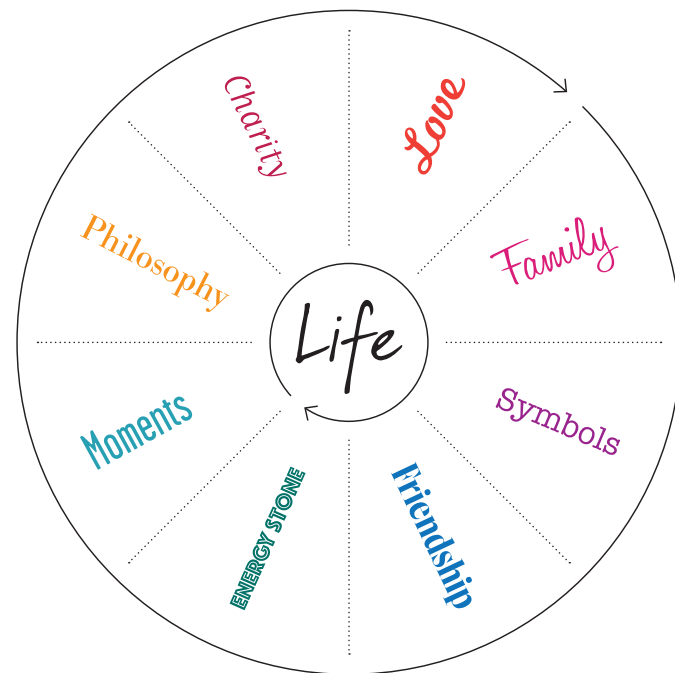 Life
Love
Family
Symbols
Friendship
ENERGY STONE
Moments
Philosophy
Charity